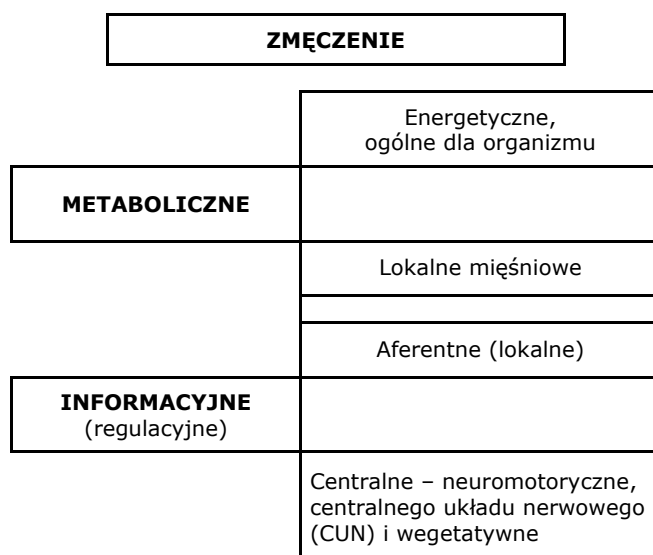 ZMĘCZENIE
Energetyczne,
ogólne dla organizmu
METABOLICZNE
Lokalne mięśniowe
Aferentne (lokalne)
INFORMACYJNE
(regulacyjne)
Centralne – neuromotoryczne,
centralnego układu nerwowego
(CUN) i wegetatywne